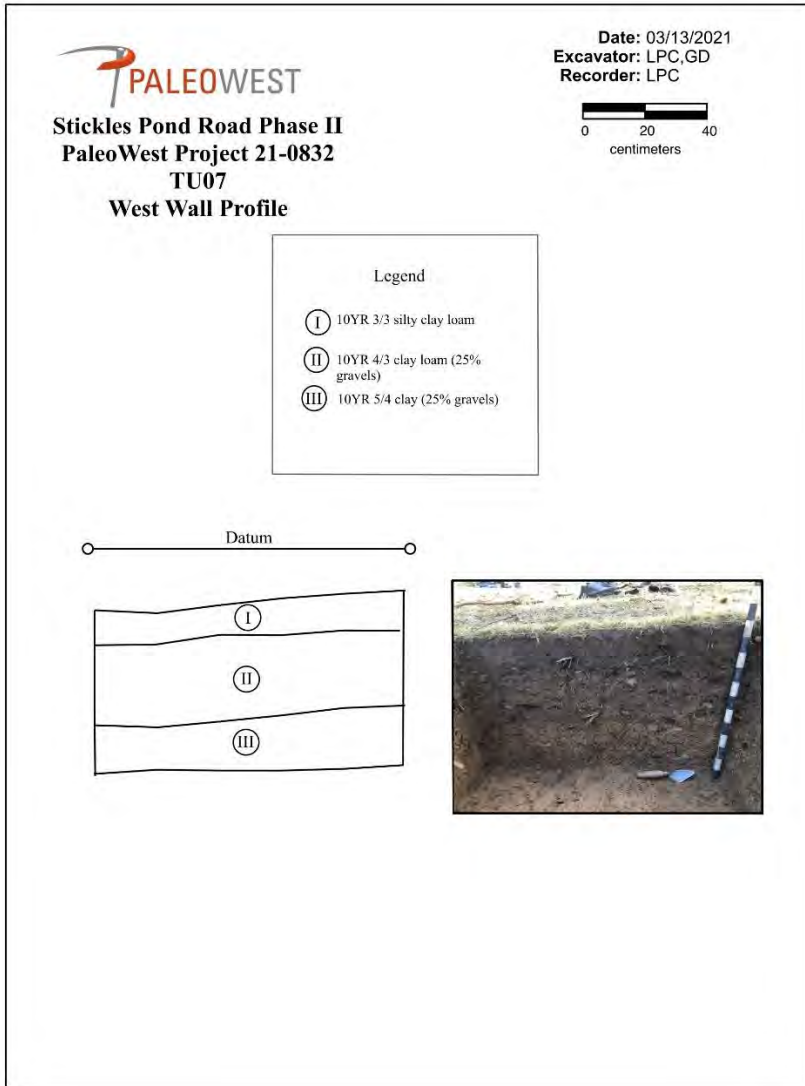 PALEOWEST
Stickles Pond Road Phase II
PaleoWest Project 21-0832
TU07
West Wall Profile
Date: 03/13/2021
Excavator: LPC,GD
Recorder: LPC
0 20 40
centimeters
Legend
I 10YR 3/3 silty clay loam
II 10YR 4/3 clay loam (25%
gravels)
III 10YR 5/4 clay (25% gravels)
Datum
I
II
III